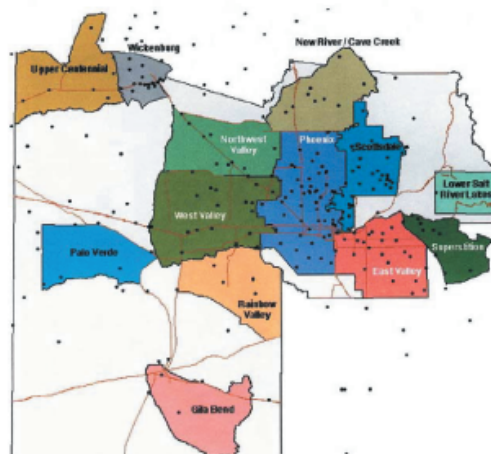 New River / Cave Creek
Wickenburg
Upper Centennial
Northwest
Valley
Phoenix
Scottsdale
Lower Salt
River Lakes
West Valley
Palo Verde
Superstition
East Valley
Rainbow
Valley
Gila Bend